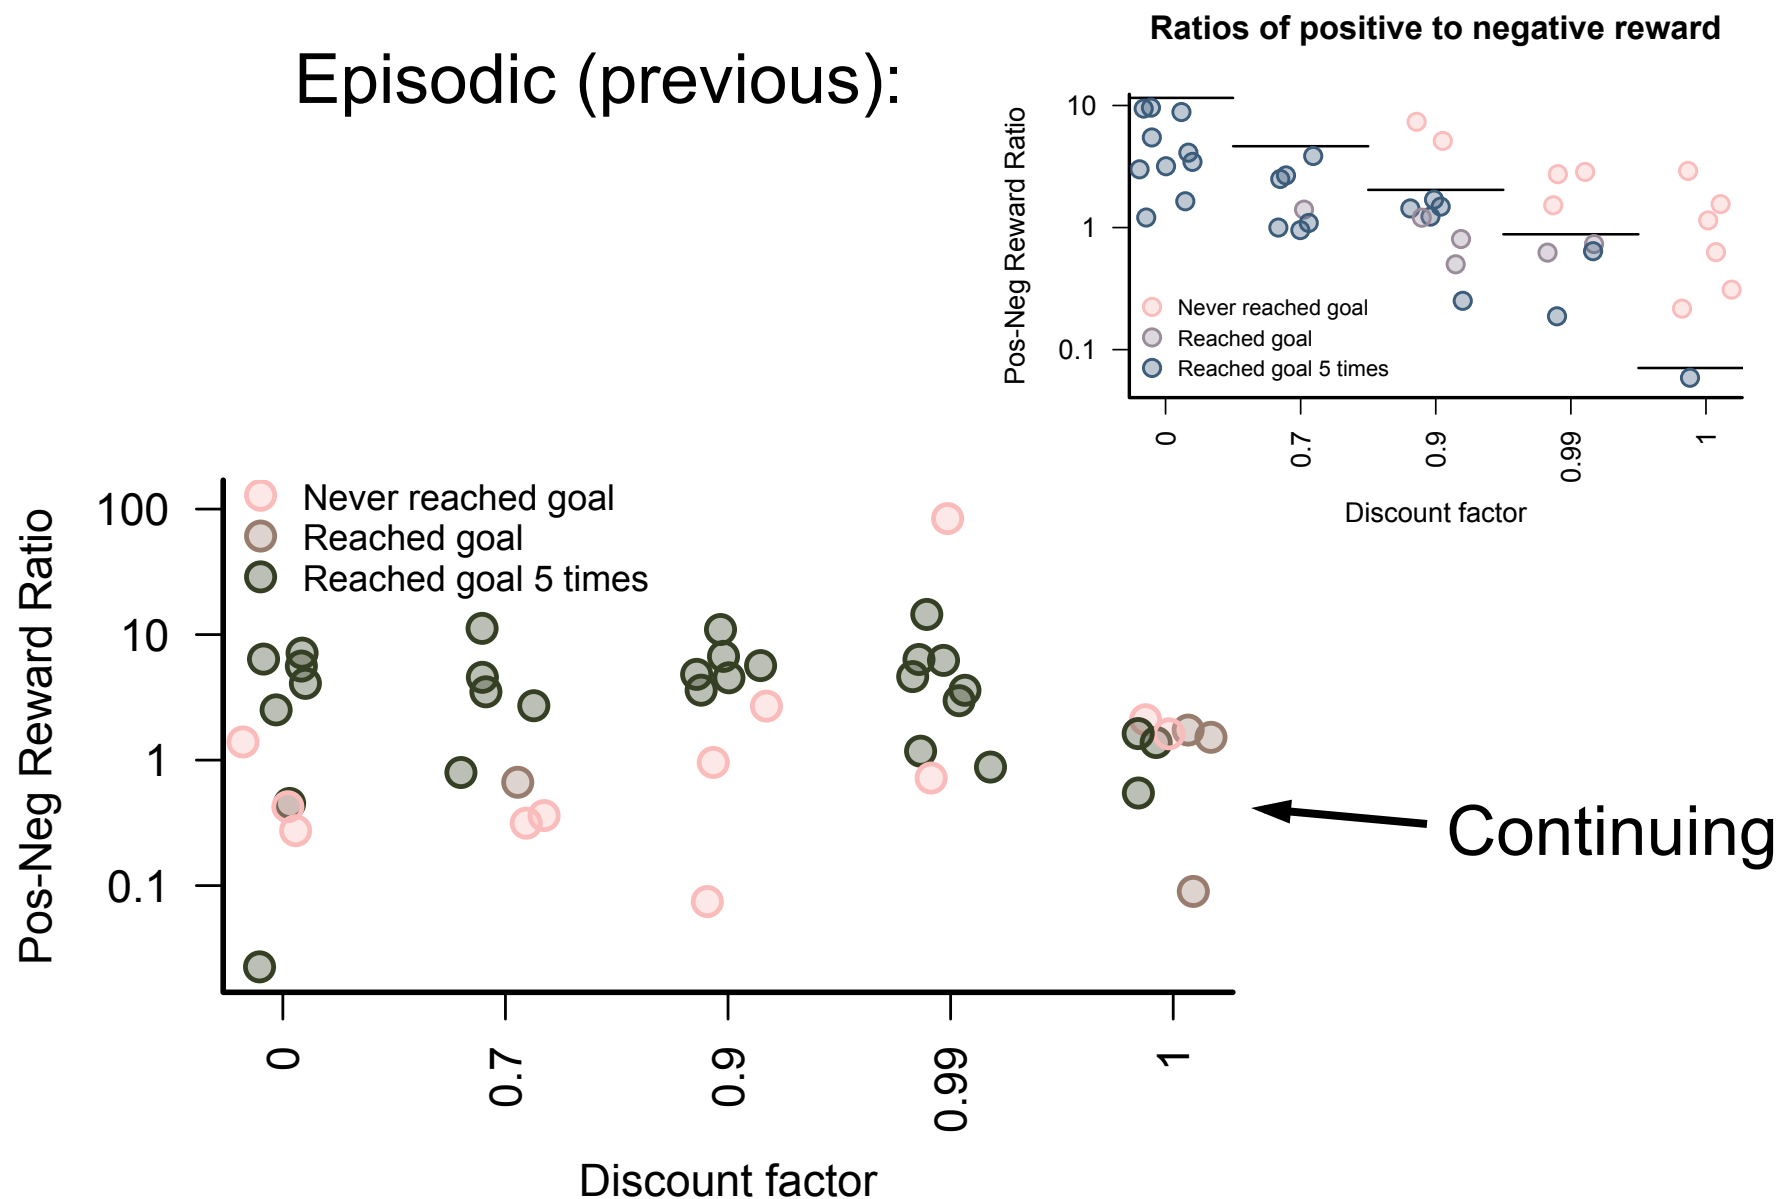 Ratios of positive to negative reward
Episodic (previous):
Pos-Neg Reward Ratio
10
1
0.1
Never reached goal
Reached goal
Reached goal 5 times
0
0.7
0.9
0.99
1
Discount factor
Pos-Neg Reward Ratio
100
10
1
0.1
Never reached goal
Reached goal
Reached goal 5 times
Continuing
0
0.7
0.9
0.99
1
Discount factor